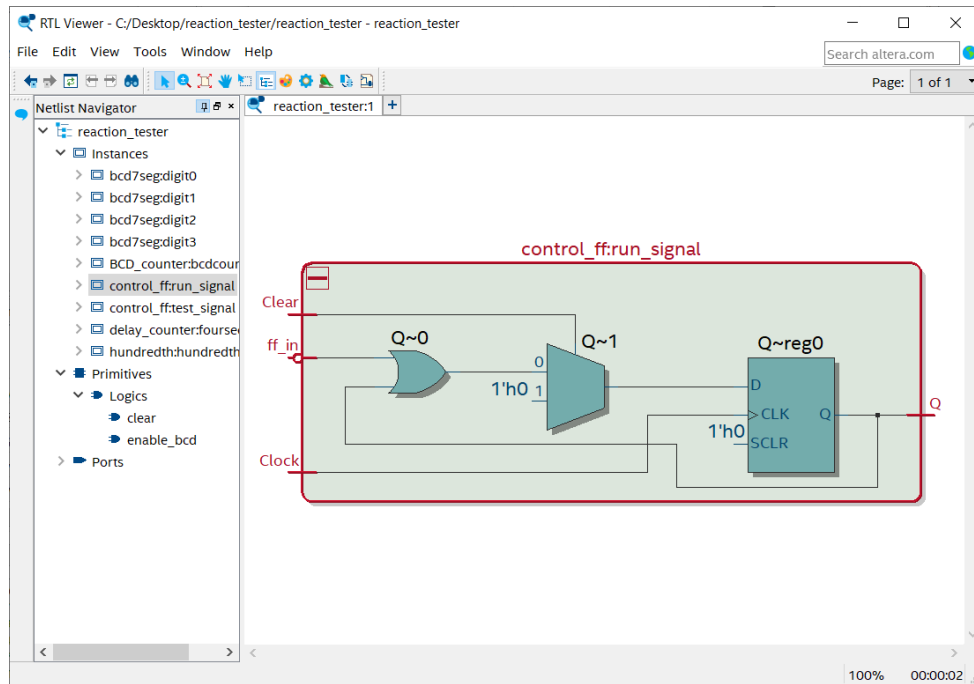 RTL Viewer - C:/Desktop/reaction_tester/reaction_tester - reaction_tester
File Edit View Tools Window Help
Search altera.com
Page: 1 of 1
Netlist Navigator
reaction_tester:1
reaction_tester
Instances
bcd7seg:digit0
bcd7seg:digit1
bcd7seg:digit2
bcd7seg:digit3
BCD_counter:bcdcour
control_ff:run_signal
control_ff:test_signal
delay_counter:fourse
hundredth:hundredth
Primitives
Logics
clear
enable_bcd
Ports
control_ff:run_signal
Clear
ff_in
Clock
Q~0
Q~1
0
1'h0 1
Q~reg0
D
CLK Q
1'h0
SCLR
Q
100% 00:00:02